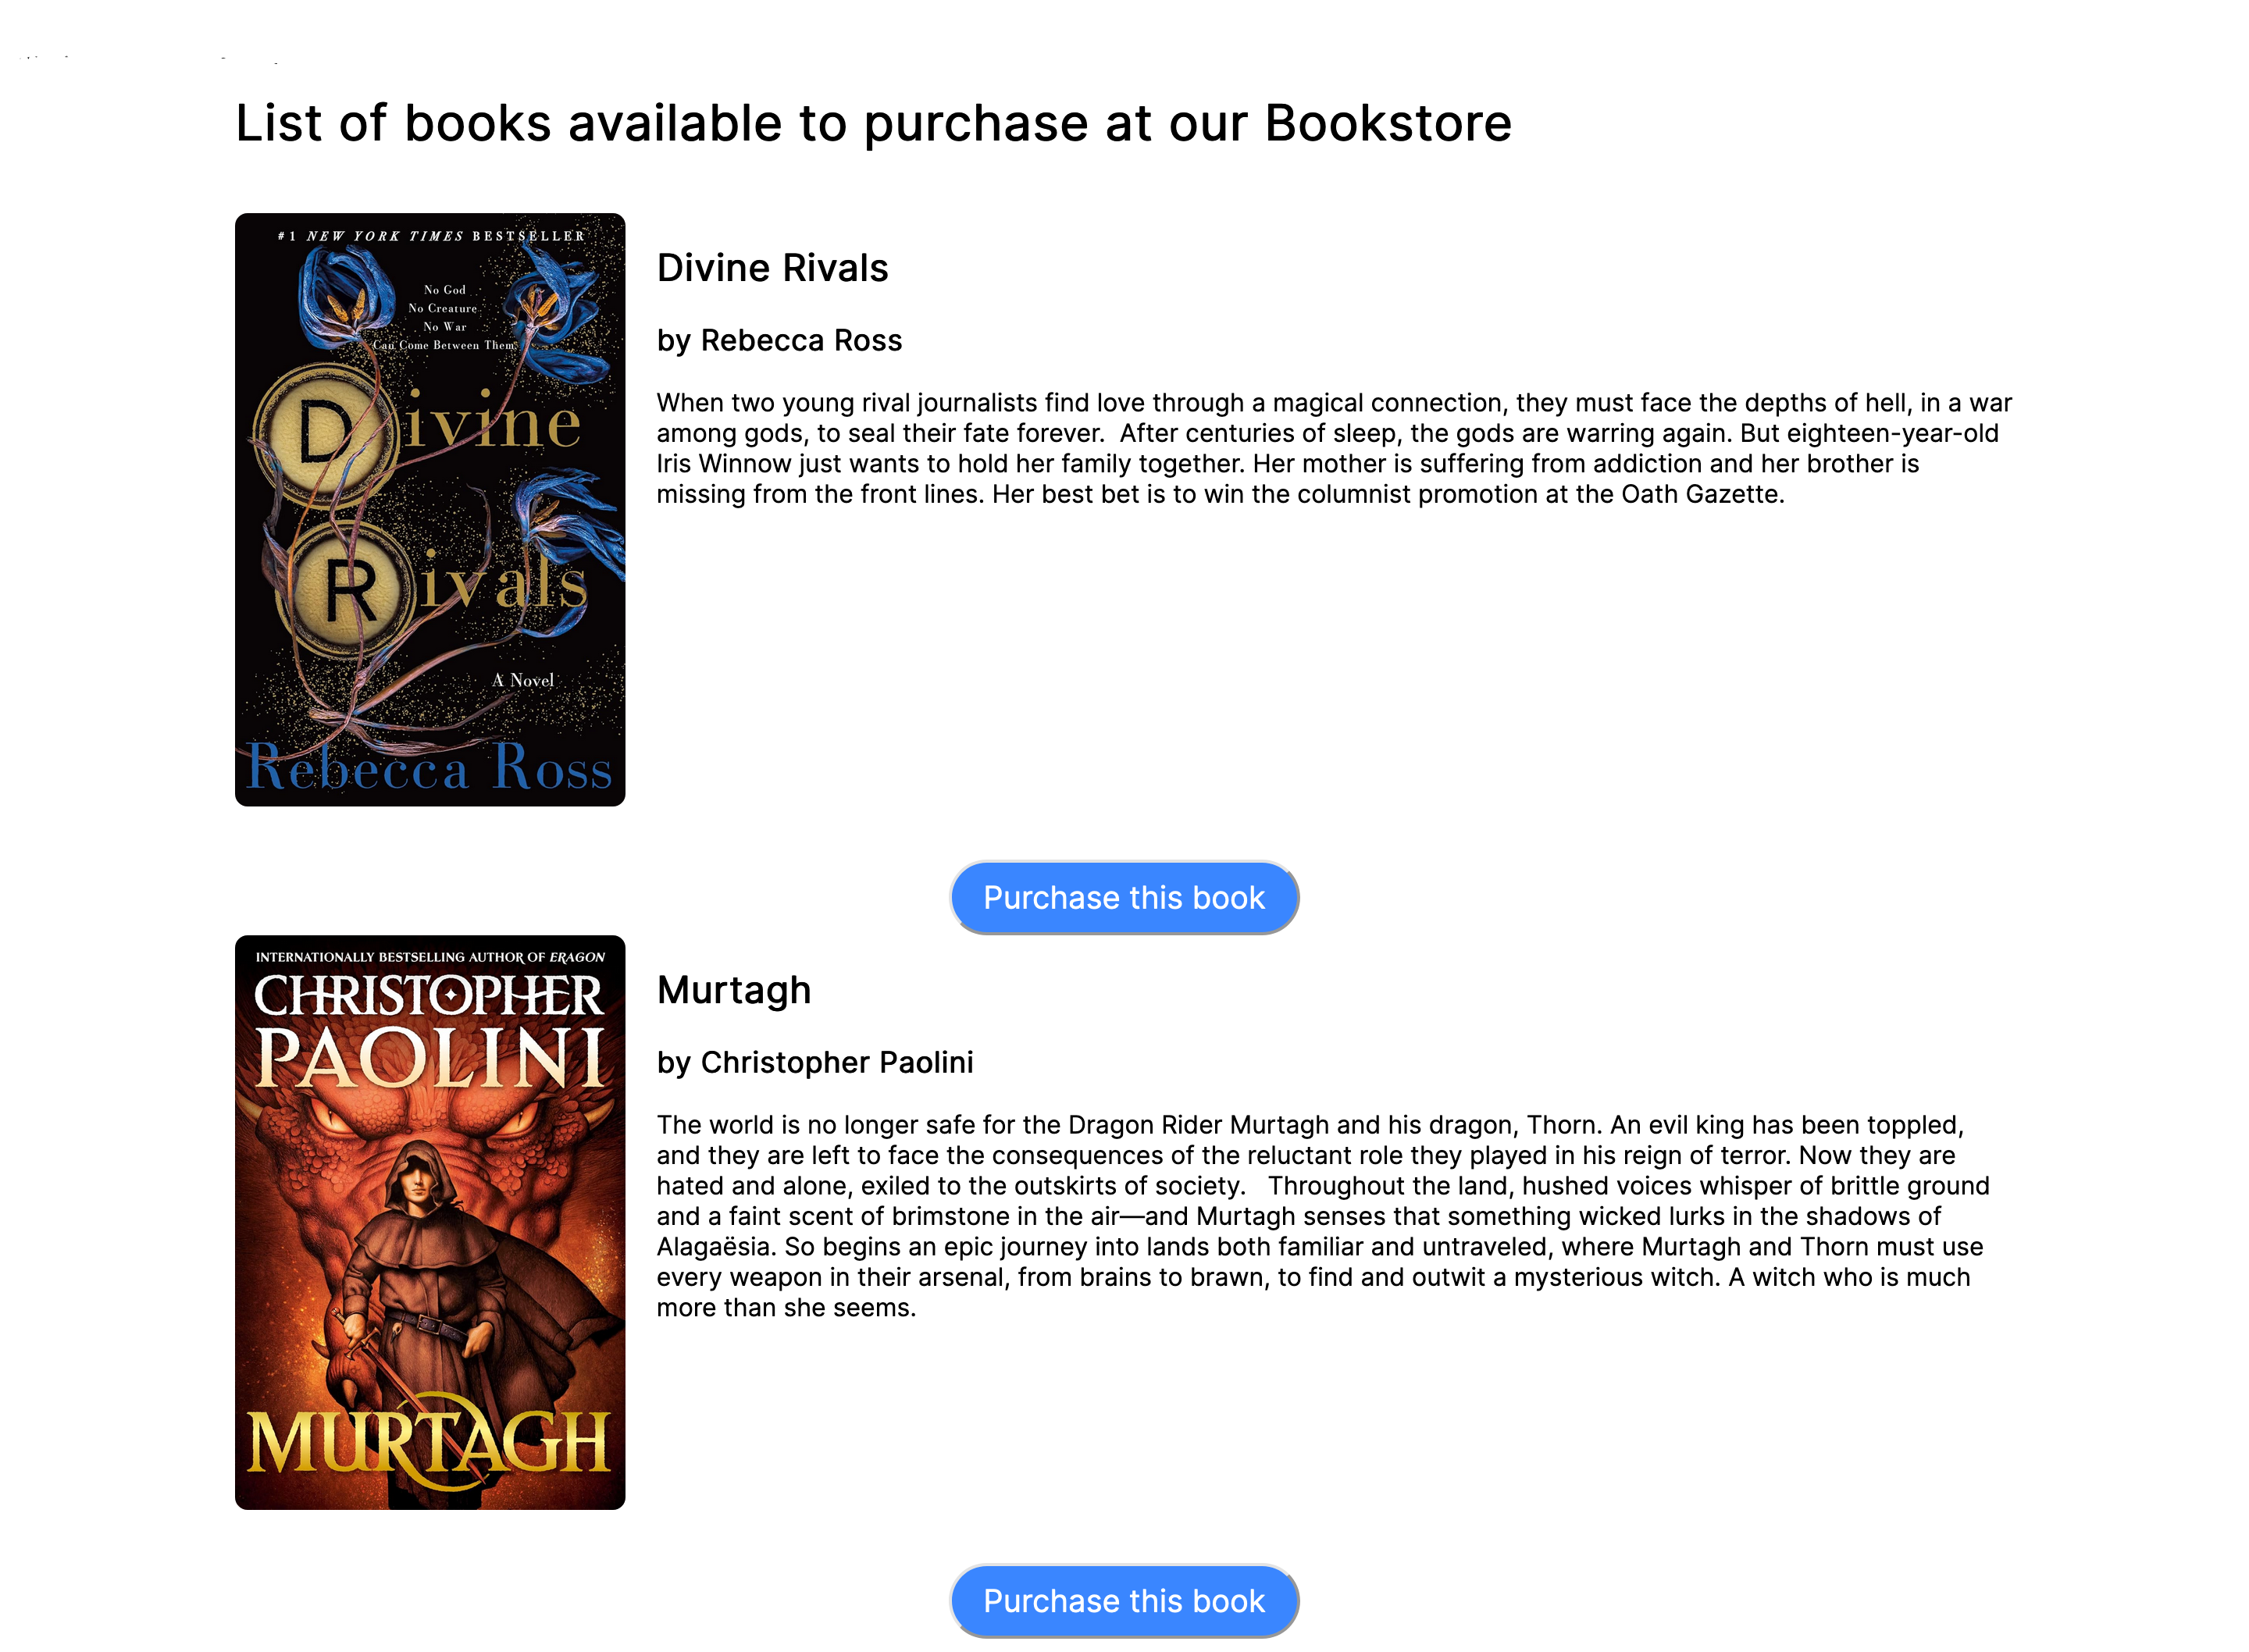 List of books available to purchase at our Bookstore
#1 NEW YORK TIMES BESTSELLER
No God
No Creature
No War
Can Come Between Them
Divine
Rivals
A Novel
Rebecca Ross
Divine Rivals
by Rebecca Ross
When two young rival journalists find love through a magical connection, they must face the depths of hell, in a war
among gods, to seal their fate forever.  After centuries of sleep, the gods are warring again. But eighteen-year-old
Iris Winnow just wants to hold her family together. Her mother is suffering from addiction and her brother is
missing from the front lines. Her best bet is to win the columnist promotion at the Oath Gazette.
Purchase this book
INTERNATIONALLY BESTSELLING AUTHOR OF ERAGON
CHRISTOPHER
PAOLINI
MURTAGH
Murtagh
by Christopher Paolini
The world is no longer safe for the Dragon Rider Murtagh and his dragon, Thorn. An evil king has been toppled,
and they are left to face the consequences of the reluctant role they played in his reign of terror. Now they are
hated and alone, exiled to the outskirts of society.   Throughout the land, hushed voices whisper of brittle ground
and a faint scent of brimstone in the air—and Murtagh senses that something wicked lurks in the shadows of
Alagaësia. So begins an epic journey into lands both familiar and untraveled, where Murtagh and Thorn must use
every weapon in their arsenal, from brains to brawn, to find and outwit a mysterious witch. A witch who is much
more than she seems.
Purchase this book